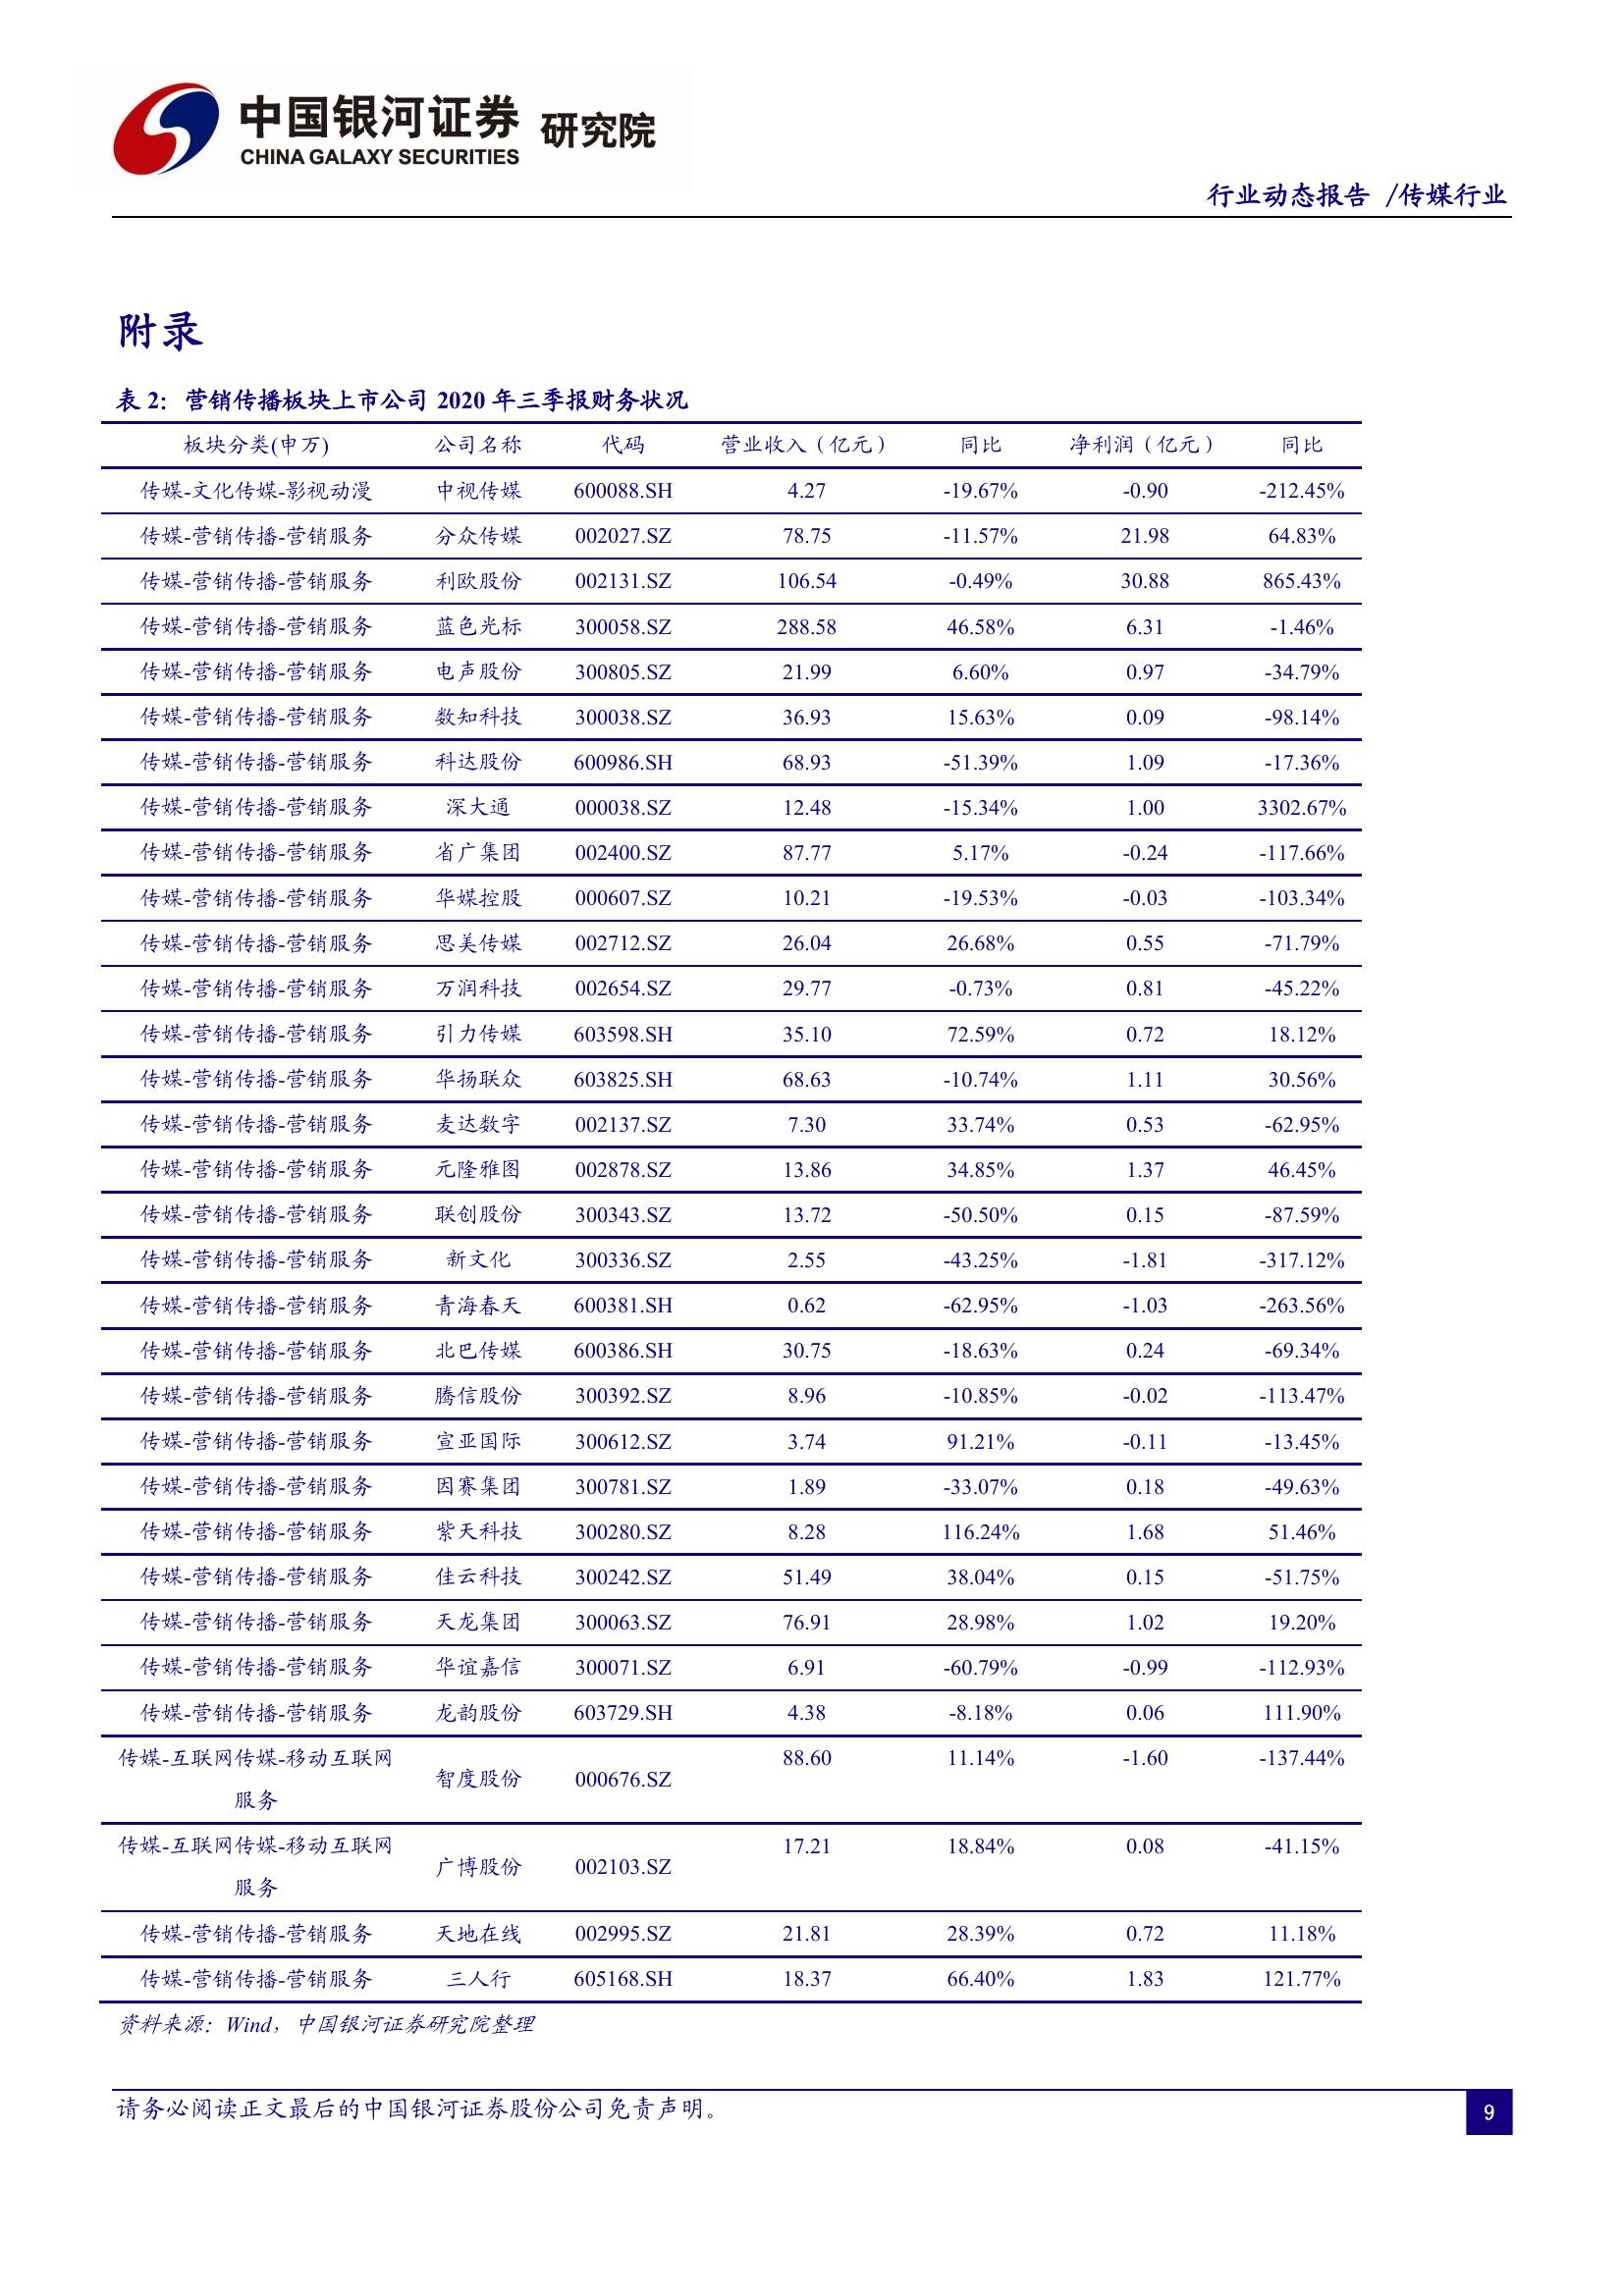 中国银河证券 研究院
CHINA GALAXY SECURITIES
行业动态报告 /传媒行业
附录
表 2：营销传播板块上市公司 2020 年三季报财务状况
板块分类(申万) 公司名称 代码 营业收入（亿元） 同比 净利润（亿元） 同比
传媒-文化传媒-影视动漫 中视传媒 600088.SH 4.27 -19.67% -0.90 -212.45%
传媒-营销传播-营销服务 分众传媒 002027.SZ 78.75 -11.57% 21.98 64.83%
传媒-营销传播-营销服务 利欧股份 002131.SZ 106.54 -0.49% 30.88 865.43%
传媒-营销传播-营销服务 蓝色光标 300058.SZ 288.58 46.58% 6.31 -1.46%
传媒-营销传播-营销服务 电声股份 300805.SZ 21.99 6.60% 0.97 -34.79%
传媒-营销传播-营销服务 数知科技 300038.SZ 36.93 15.63% 0.09 -98.14%
传媒-营销传播-营销服务 科达股份 600986.SH 68.93 -51.39% 1.09 -17.36%
传媒-营销传播-营销服务 深大通 000038.SZ 12.48 -15.34% 1.00 3302.67%
传媒-营销传播-营销服务 省广集团 002400.SZ 87.77 5.17% -0.24 -117.66%
传媒-营销传播-营销服务 华媒控股 000607.SZ 10.21 -19.53% -0.03 -103.34%
传媒-营销传播-营销服务 思美传媒 002712.SZ 26.04 26.68% 0.55 -71.79%
传媒-营销传播-营销服务 万润科技 002654.SZ 29.77 -0.73% 0.81 -45.22%
传媒-营销传播-营销服务 引力传媒 603598.SH 35.10 72.59% 0.72 18.12%
传媒-营销传播-营销服务 华扬联众 603825.SH 68.63 -10.74% 1.11 30.56%
传媒-营销传播-营销服务 麦达数字 002137.SZ 7.30 33.74% 0.53 -62.95%
传媒-营销传播-营销服务 元隆雅图 002878.SZ 13.86 34.85% 1.37 46.45%
传媒-营销传播-营销服务 联创股份 300343.SZ 13.72 -50.50% 0.15 -87.59%
传媒-营销传播-营销服务 新文化 300336.SZ 2.55 -43.25% -1.81 -317.12%
传媒-营销传播-营销服务 青海春天 600381.SH 0.62 -62.95% -1.03 -263.56%
传媒-营销传播-营销服务 北巴传媒 600386.SH 30.75 -18.63% 0.24 -69.34%
传媒-营销传播-营销服务 腾信股份 300392.SZ 8.96 -10.85% -0.02 -113.47%
传媒-营销传播-营销服务 宣亚国际 300612.SZ 3.74 91.21% -0.11 -13.45%
传媒-营销传播-营销服务 因赛集团 300781.SZ 1.89 -33.07% 0.18 -49.63%
传媒-营销传播-营销服务 紫天科技 300280.SZ 8.28 116.24% 1.68 51.46%
传媒-营销传播-营销服务 佳云科技 300242.SZ 51.49 38.04% 0.15 -51.75%
传媒-营销传播-营销服务 天龙集团 300063.SZ 76.91 28.98% 1.02 19.20%
传媒-营销传播-营销服务 华谊嘉信 300071.SZ 6.91 -60.79% -0.99 -112.93%
传媒-营销传播-营销服务 龙韵股份 603729.SH 4.38 -8.18% 0.06 111.90%
传媒-互联网传媒-移动互联网 88.60 11.14% -1.60 -137.44%
智度股份 000676.SZ
服务
传媒-互联网传媒-移动互联网 17.21 18.84% 0.08 -41.15%
广博股份 002103.SZ
服务
传媒-营销传播-营销服务 天地在线 002995.SZ 21.81 28.39% 0.72 11.18%
传媒-营销传播-营销服务 三人行 605168.SH 18.37 66.40% 1.83 121.77%
资料来源：Wind，中国银河证券研究院整理
请务必阅读正文最后的中国银河证券股份公司免责声明。
9